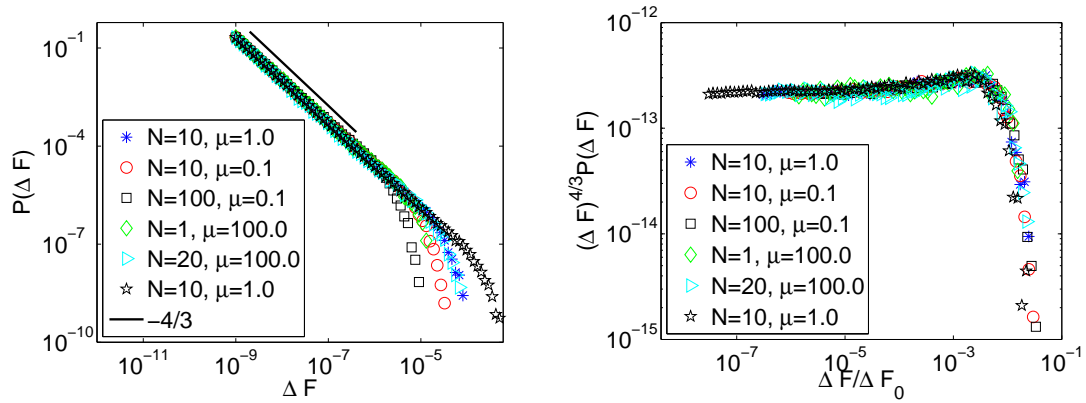 10^{-1}
10^{-4}
10^{-7}
10^{-10}
P(Δ F)
N=10, μ=1.0
N=10, μ=0.1
N=100, μ=0.1
N=1, μ=100.0
N=20, μ=100.0
N=10, μ=1.0
−4/3
10^{-11}
10^{-9}
10^{-7}
10^{-5}
Δ F
10^{-12}
10^{-13}
10^{-14}
10^{-15}
(Δ F)^{4/3}P(Δ F)
N=10, μ=1.0
N=10, μ=0.1
N=100, μ=0.1
N=1, μ=100.0
N=20, μ=100.0
N=10, μ=1.0
10^{-7}
10^{-5}
10^{-3}
10^{-1}
Δ F/Δ F_0